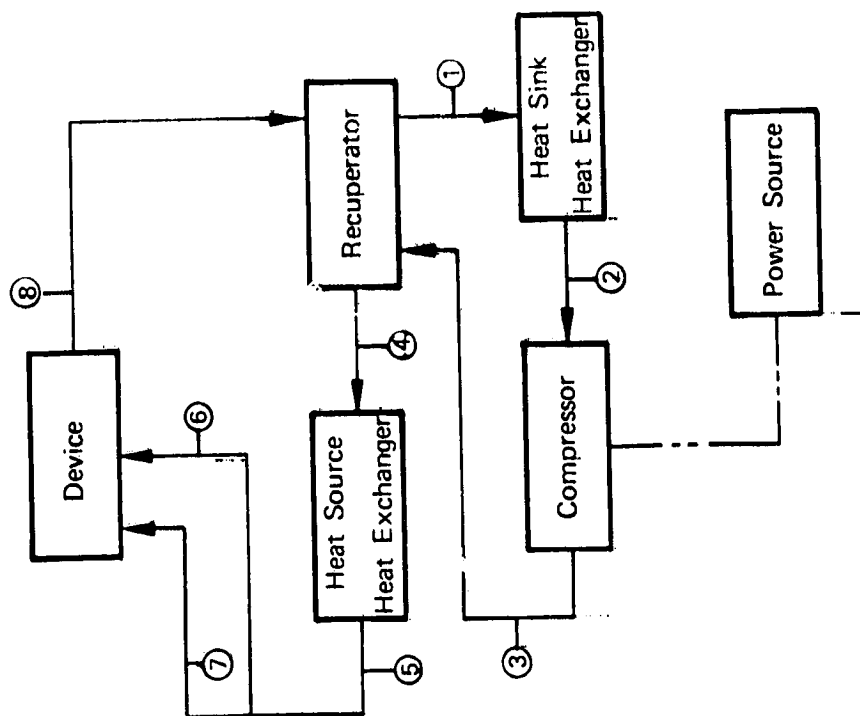 Device
8
6
7
Recuperator
4
1
Heat Source
Heat Exchanger
5
Heat Sink
Heat Exchanger
2
Compressor
3
Power Source